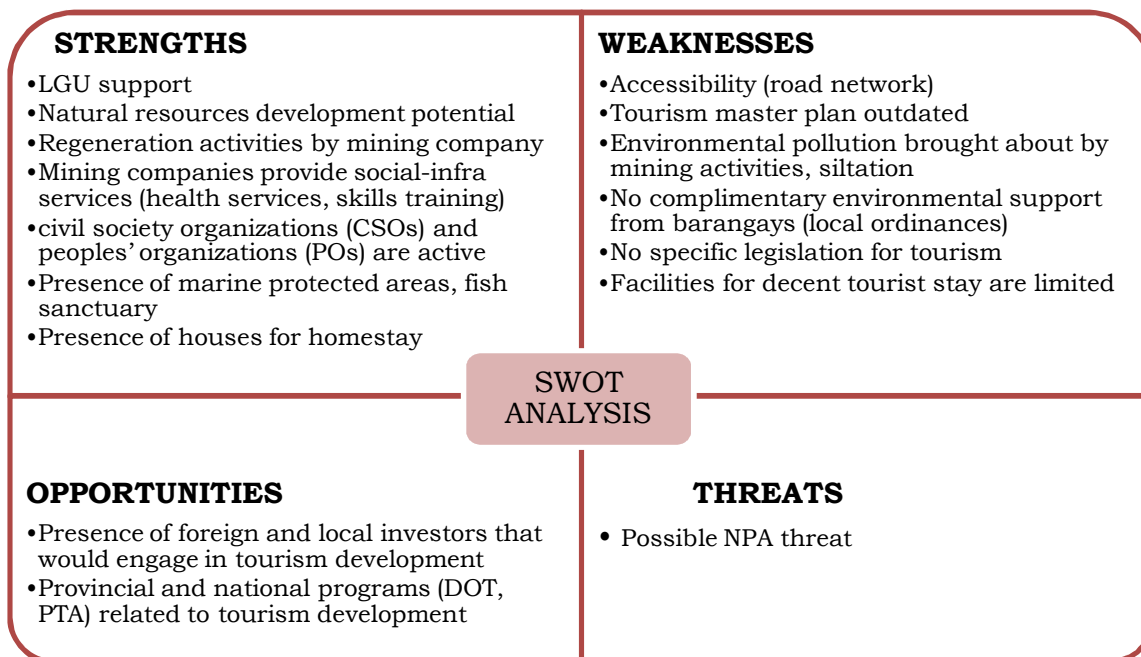 STRENGTHS
•LGU support
•Natural resources development potential
•Regeneration activities by mining company
•Mining companies provide social-infra
services (health services, skills training)
•civil society organizations (CSOs) and
peoples’ organizations (POs) are active
•Presence of marine protected areas, fish
sanctuary
•Presence of houses for homestay
WEAKNESSES
•Accessibility (road network)
•Tourism master plan outdated
•Environmental pollution brought about by
mining activities, siltation
•No complimentary environmental support
from barangays (local ordinances)
•No specific legislation for tourism
•Facilities for decent tourist stay are limited
SWOT
ANALYSIS
OPPORTUNITIES
•Presence of foreign and local investors that
would engage in tourism development
•Provincial and national programs (DOT,
PTA) related to tourism development
THREATS
• Possible NPA threat